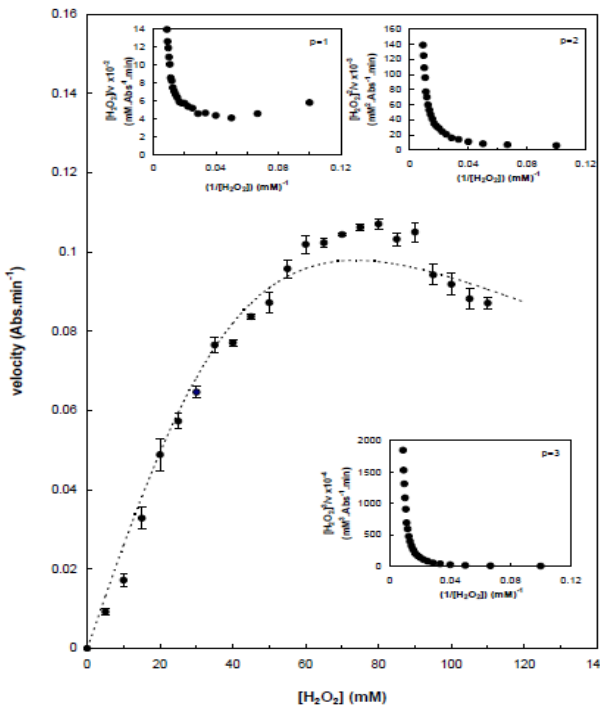 0.16
0.14
0.12
0.1
0.08
0.06
0.04
0.02
0
velocity (Abs.min⁻¹)
0 20 40 60 80 100 120 14
[H₂O₂] (mM)
p=1
14
12
10
8
6
4
2
0
[H₂O₂]/v x10⁻²
(mM.Abs⁻¹.min)
0 0.04 0.08 0.12
(1/[H₂O₂]) (mM)⁻¹
p=2
160
140
120
100
80
60
40
20
0
[H₂O₂]²/v x10⁻³
(mM².Abs⁻¹.min)
0 0.04 0.08 0.12
(1/[H₂O₂]) (mM)⁻¹
p=3
2000
1500
1000
500
0
[H₂O₂]³/v x10⁻⁴
(mM³.Abs⁻¹.min)
0 0.04 0.08 0.12
(1/[H₂O₂]) (mM)⁻¹